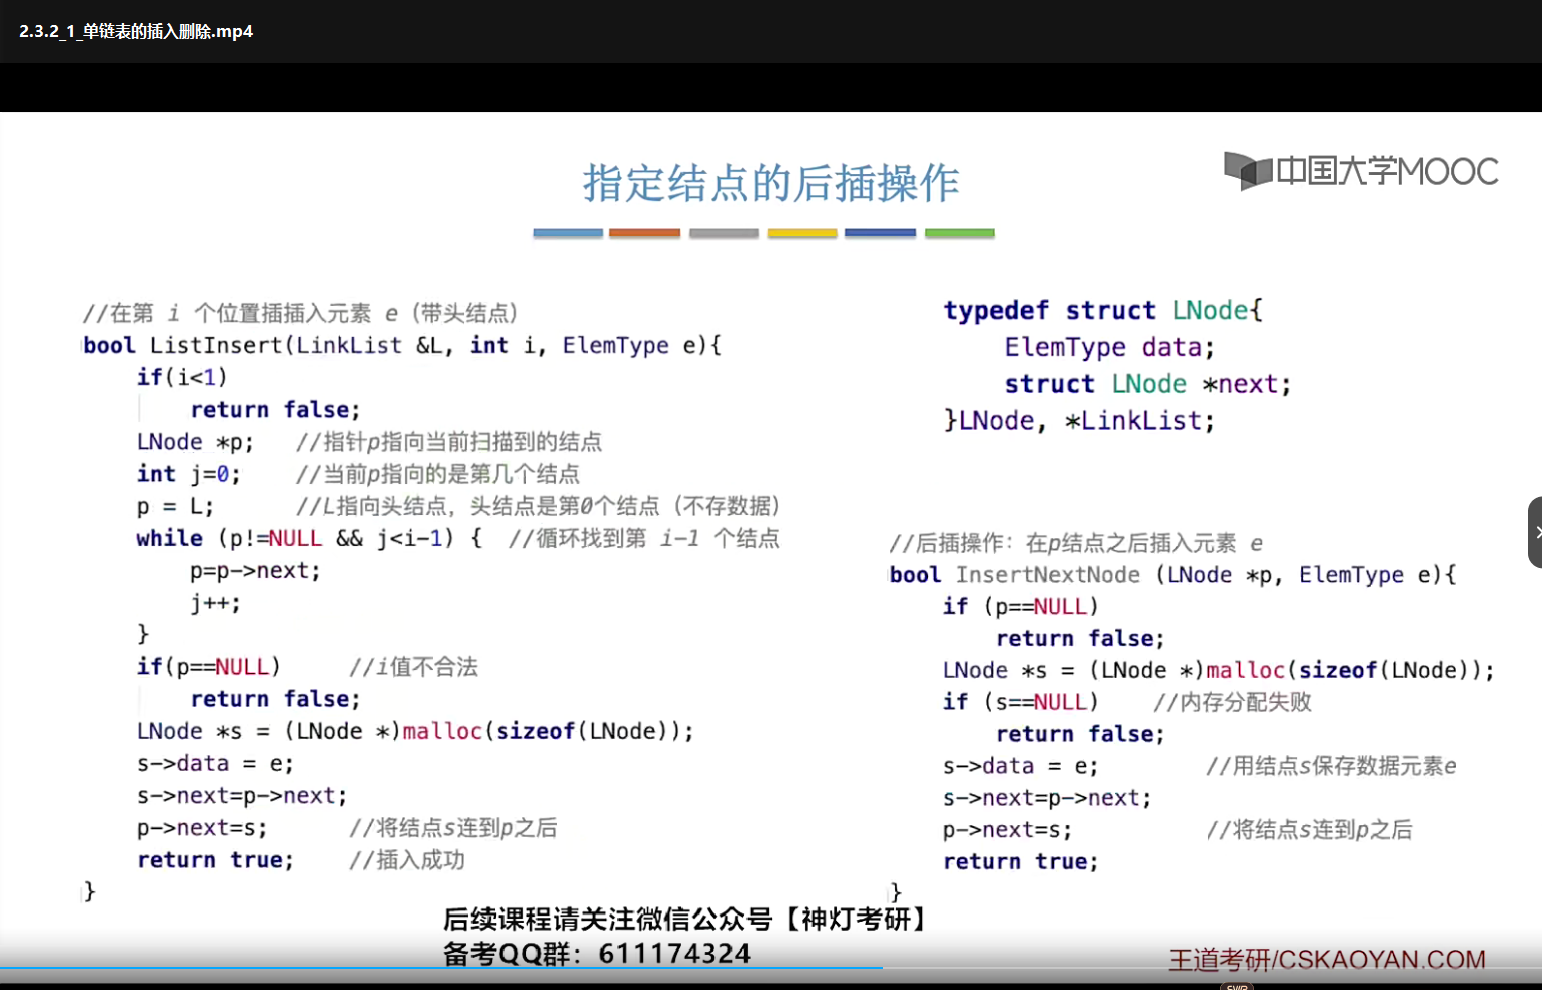 2.3.2_1_单链表的插入删除.mp4
指定结点的后插操作
中国大学MOOC
//在第 i 个位置插插入元素 e（带头结点）
bool ListInsert(LinkList &L, int i, ElemType e){
if(i<1)
return false;
LNode *p; //指针p指向当前扫描到的结点
int j=0; //当前p指向的是第几个结点
p = L; //L指向头结点，头结点是第0个结点（不存数据）
while (p!=NULL && j<i-1) { //循环找到第 i-1 个结点
p=p->next;
j++;
}
if(p==NULL) //i值不合法
return false;
LNode *s = (LNode *)malloc(sizeof(LNode));
s->data = e;
s->next=p->next;
p->next=s; //将结点s连到p之后
return true; //插入成功
}
typedef struct LNode{
ElemType data;
struct LNode *next;
}LNode, *LinkList;
//后插操作：在p结点之后插入元素 e
bool InsertNextNode (LNode *p, ElemType e){
if (p==NULL)
return false;
LNode *s = (LNode *)malloc(sizeof(LNode));
if (s==NULL) //内存分配失败
return false;
s->data = e; //用结点s保存数据元素e
s->next=p->next;
p->next=s; //将结点s连到p之后
return true;
}
后续课程请关注微信公众号【神灯考研】
备考QQ群：611174324
王道考研/CSKAOYAN.COM